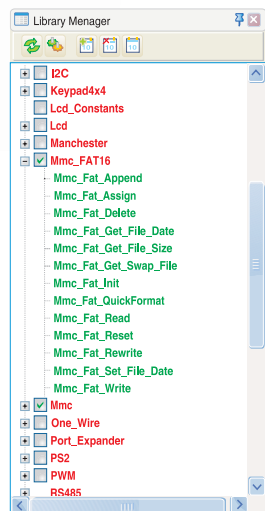 Library Menager
I2C
Keypad4x4
Lcd_Constants
Lcd
Manchester
Mmc_FAT16
Mmc_Fat_Append
Mmc_Fat_Assign
Mmc_Fat_Delete
Mmc_Fat_Get_File_Date
Mmc_Fat_Get_File_Size
Mmc_Fat_Get_Swap_File
Mmc_Fat_Init
Mmc_Fat_QuickFormat
Mmc_Fat_Read
Mmc_Fat_Reset
Mmc_Fat_Rewrite
Mmc_Fat_Set_File_Date
Mmc_Fat_Write
Mmc
One_Wire
Port_Expander
PS2
PWM
RS485